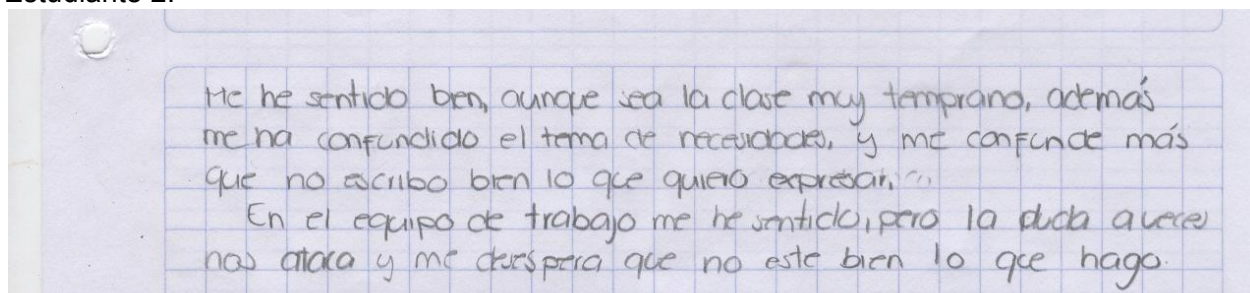 Estudiante 2:
Me he sentido bien, aunque sea la clase muy temprano, además
me ha confundido el tema de necesidades, y me confunde más
que no escribo bien lo que quiero expresar,
En el equipo de trabajo me he sentido, pero la duda a veces
nos ataca y me desespera que no este bien lo que hago.